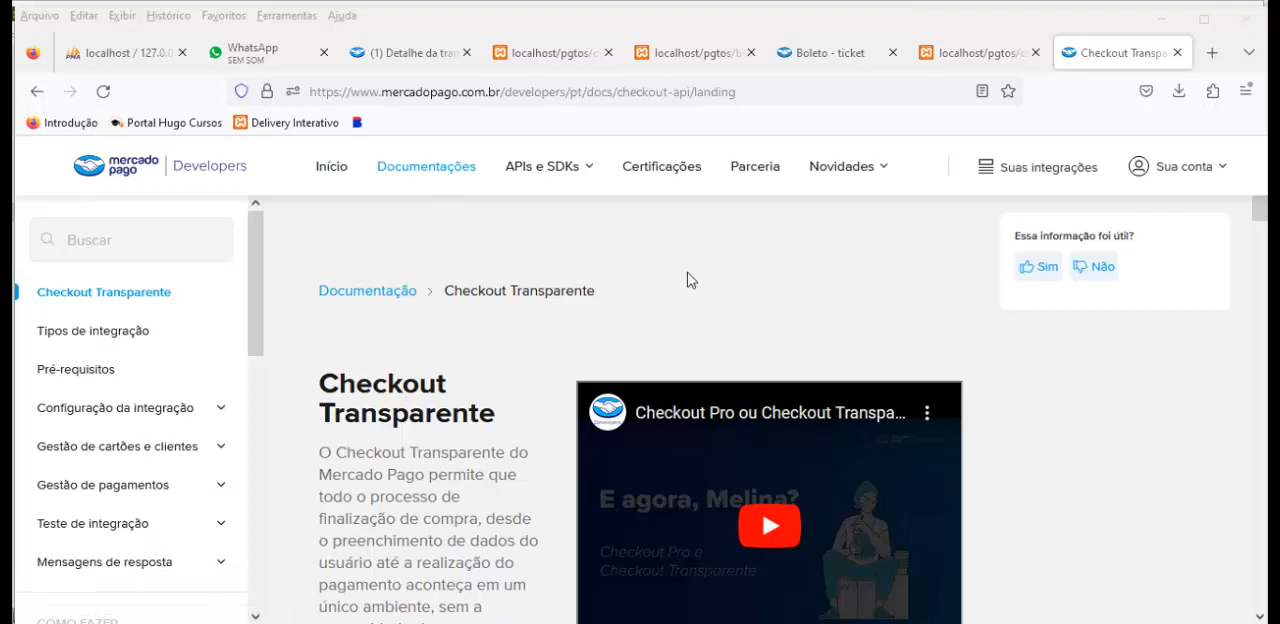 Arquivo Editar Exibir Histórico Favoritos Ferramentas Ajuda
localhost / 127.0.0
WhatsApp
SEM SOM
(1) Detalhe da tran
localhost/pgtos/c
localhost/pgtos/b
Boleto - ticket
localhost/pgtos/c
Checkout Transpa
https://www.mercadopago.com.br/developers/pt/docs/checkout-api/landing
Introdução Portal Hugo Cursos Delivery Interativo
mercado
pago
Developers
Início Documentações APIs e SDKs Certificações Parceria Novidades Suas integrações Sua conta
Buscar
Checkout Transparente
Tipos de integração
Pré-requisitos
Configuração da integração
Gestão de cartões e clientes
Gestão de pagamentos
Teste de integração
Mensagens de resposta
COMO FAZER
Documentação > Checkout Transparente
Checkout
Transparente
O Checkout Transparente do
Mercado Pago permite que
todo o processo de
finalização de compra, desde
o preenchimento de dados do
usuário até a realização do
pagamento aconteça em um
único ambiente, sem a
Checkout Pro ou Checkout Transpa...
E agora, Melina?
Checkout Pro e
Checkout Transparente
Essa informação foi útil?
Sim Não